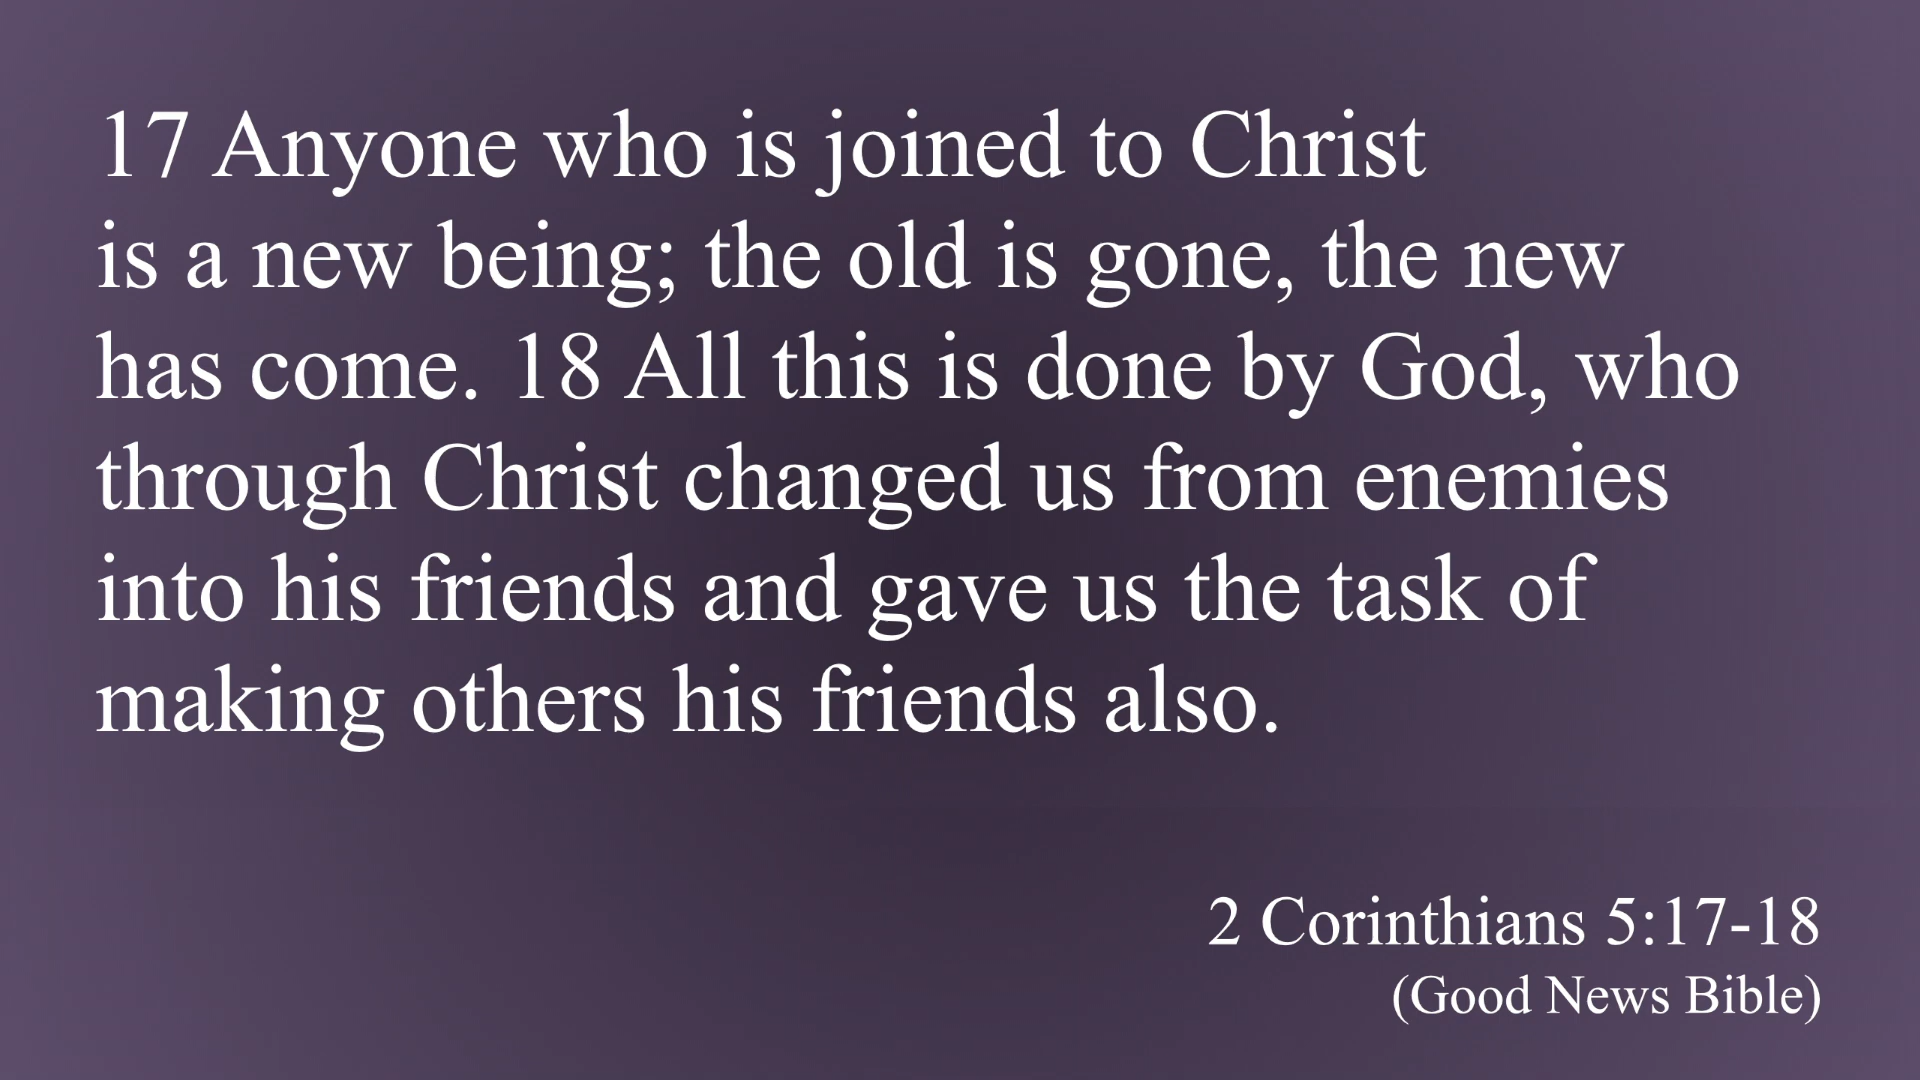 17 Anyone who is joined to Christ
is a new being; the old is gone, the new
has come. 18 All this is done by God, who
through Christ changed us from enemies
into his friends and gave us the task of
making others his friends also.
2 Corinthians 5:17-18
(Good News Bible)